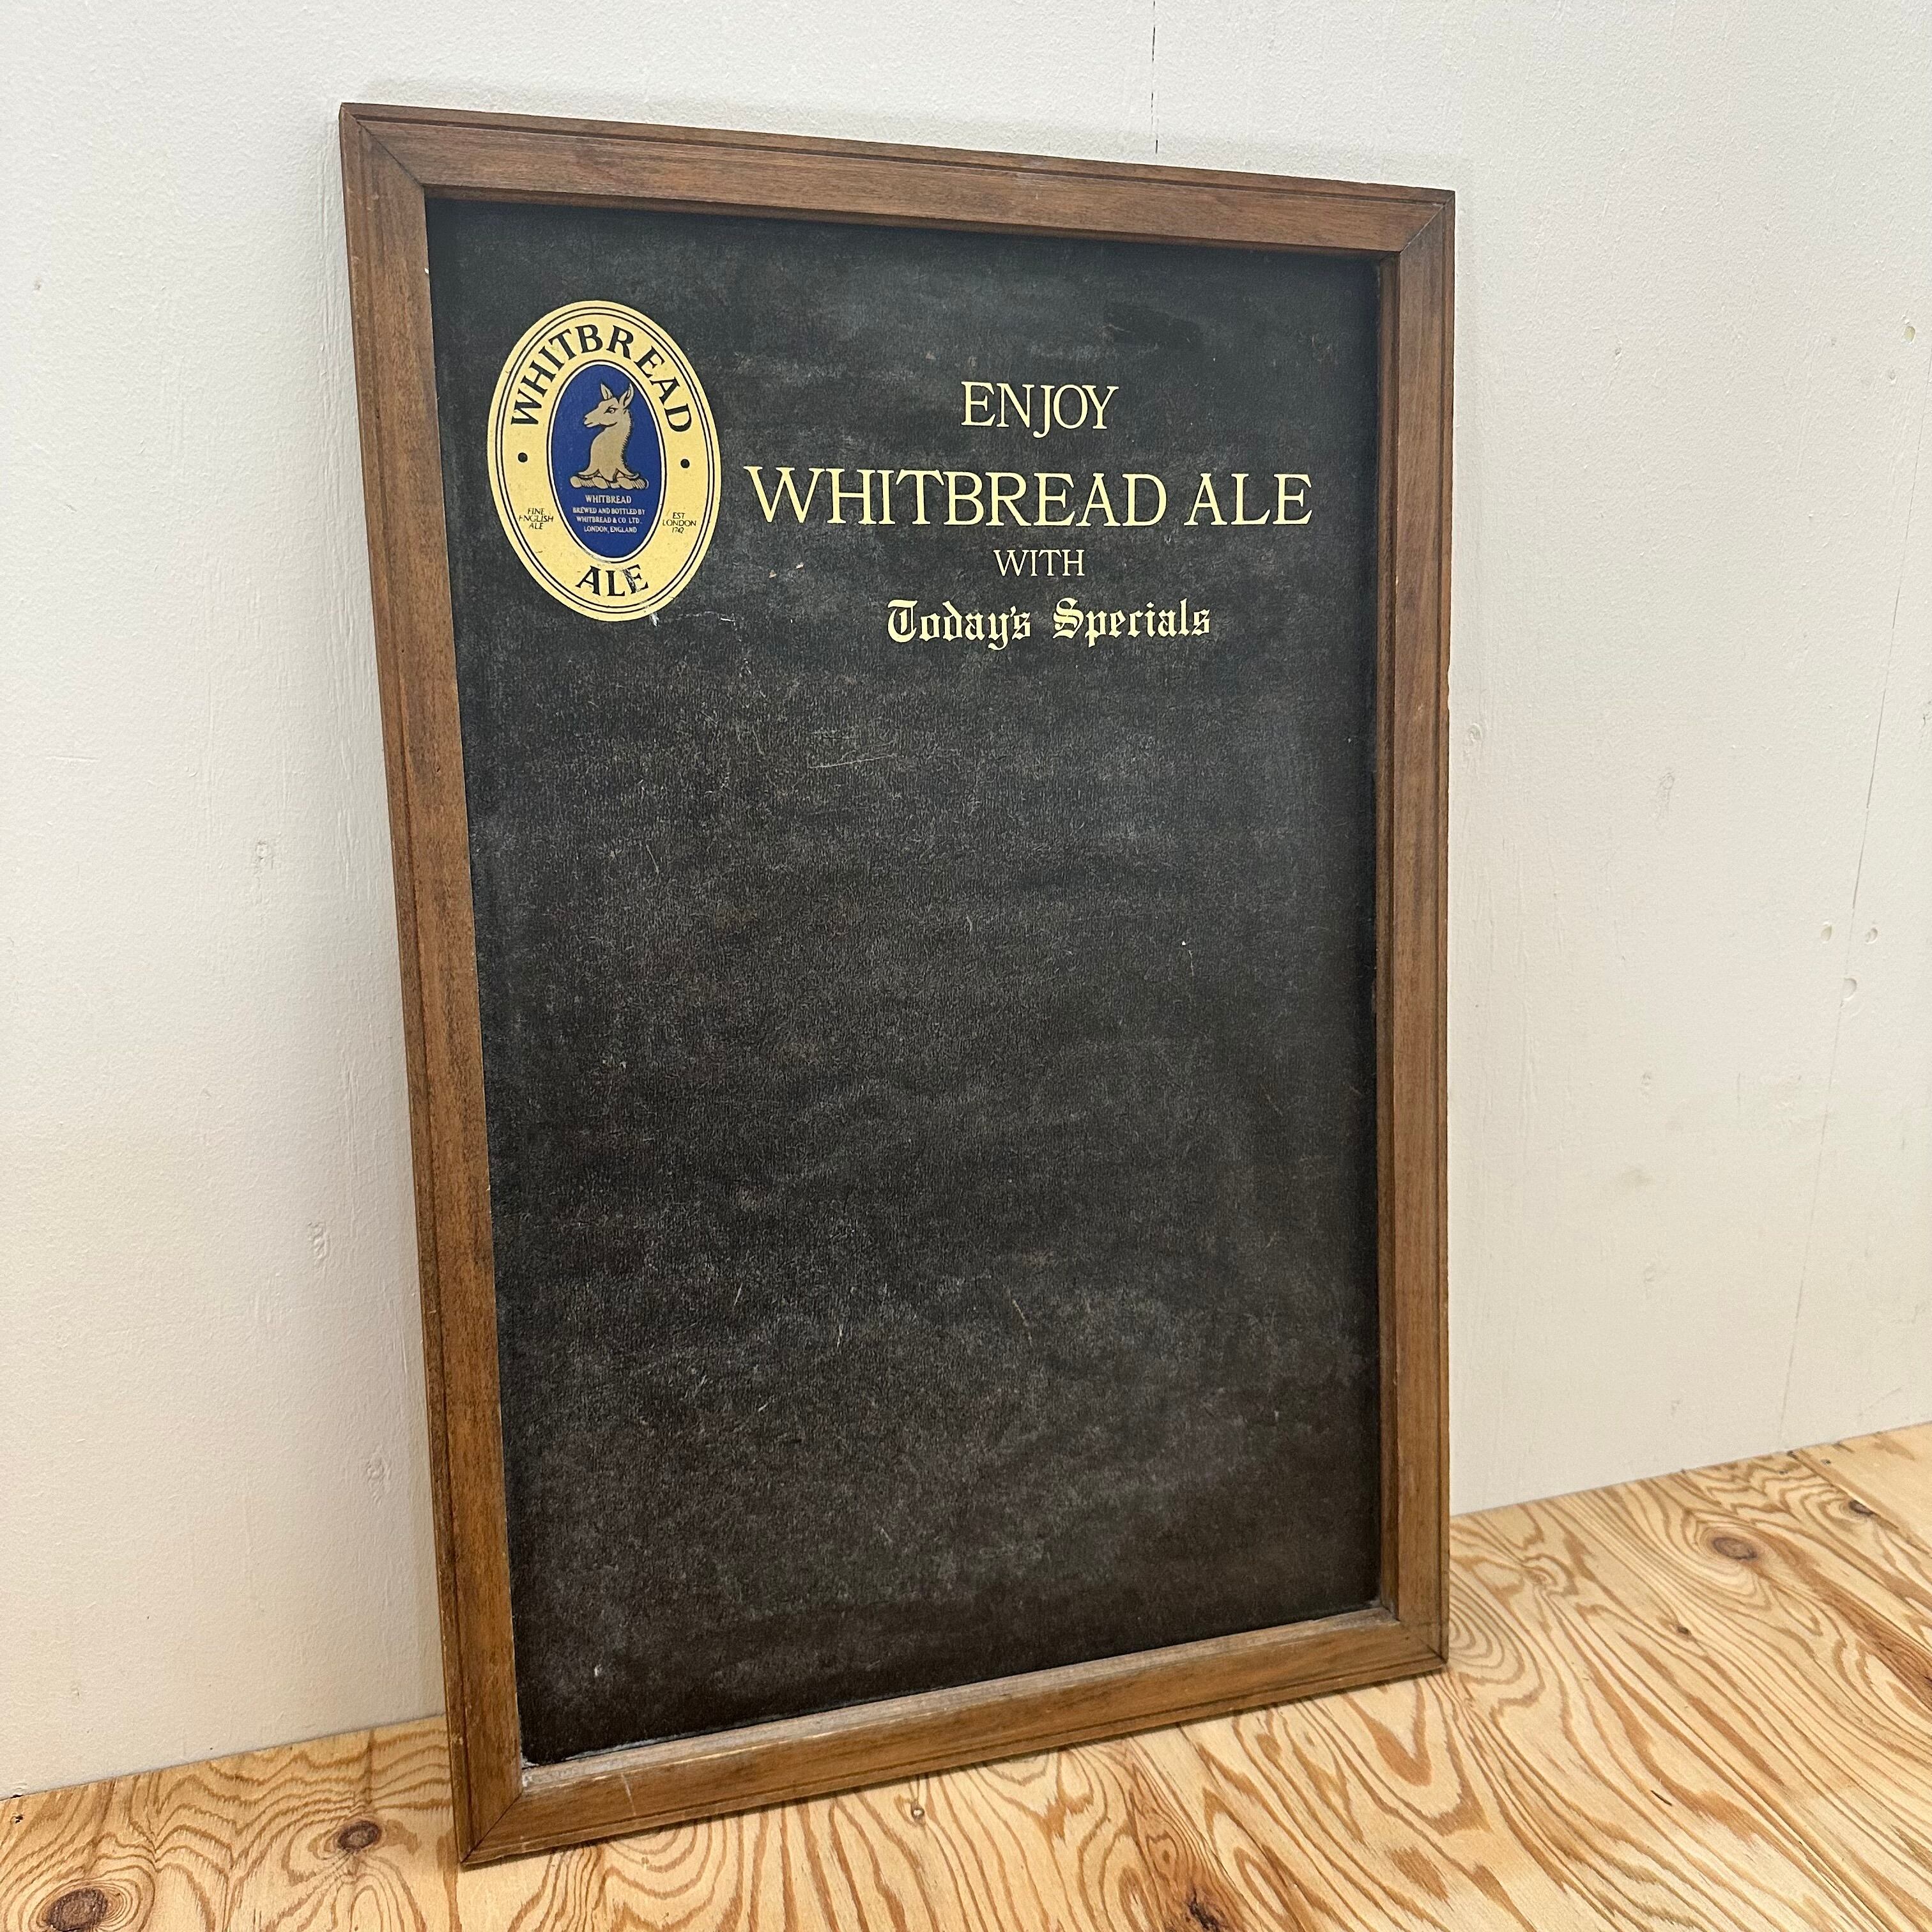 WHITBREAD
WHITBREAD
BREWED AND BOTTLED BY
WHITBREAD & CO. LTD.
LONDON, ENGLAND
FINE
ENGLISH
ALE
EST
LONDON
1742
ALE
ENJOY
WHITBREAD ALE
WITH
Today's Specials